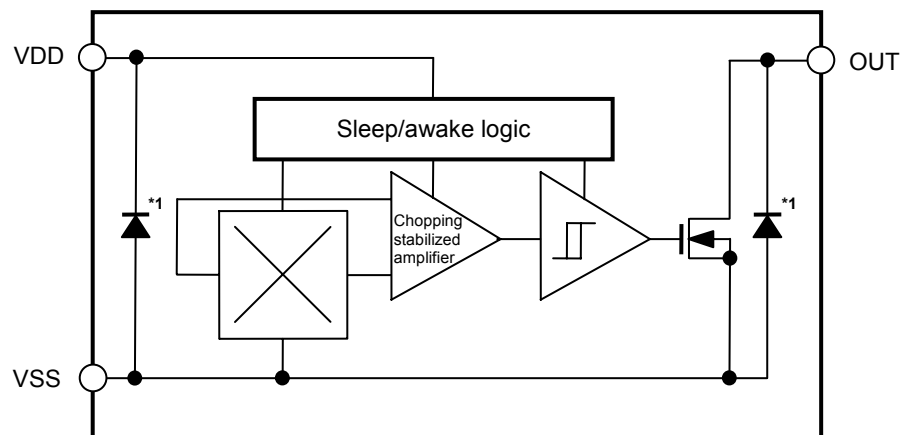 VDD
OUT
Sleep/awake logic
*1
*1
Chopping
stabilized
amplifier
VSS